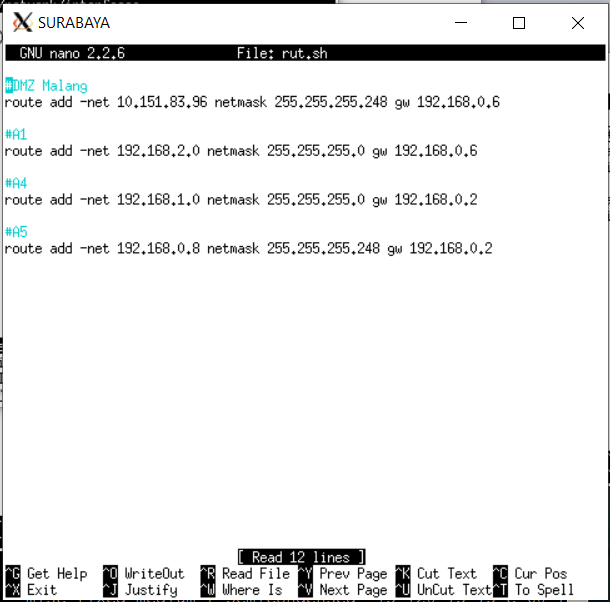 SURABAYA
GNU nano 2.2.6 File: rut.sh
#DMZ Malang
route add -net 10.151.83.96 netmask 255.255.255.248 gw 192.168.0.6
#A1
route add -net 192.168.2.0 netmask 255.255.255.0 gw 192.168.0.6
#A4
route add -net 192.168.1.0 netmask 255.255.255.0 gw 192.168.0.2
#A5
route add -net 192.168.0.8 netmask 255.255.255.248 gw 192.168.0.2
[ Read 12 lines ]
^G Get Help ^O WriteOut ^R Read File ^Y Prev Page ^K Cut Text ^C Cur Pos
^X Exit ^J Justify ^W Where Is ^V Next Page ^U UnCut Text ^T To Spell